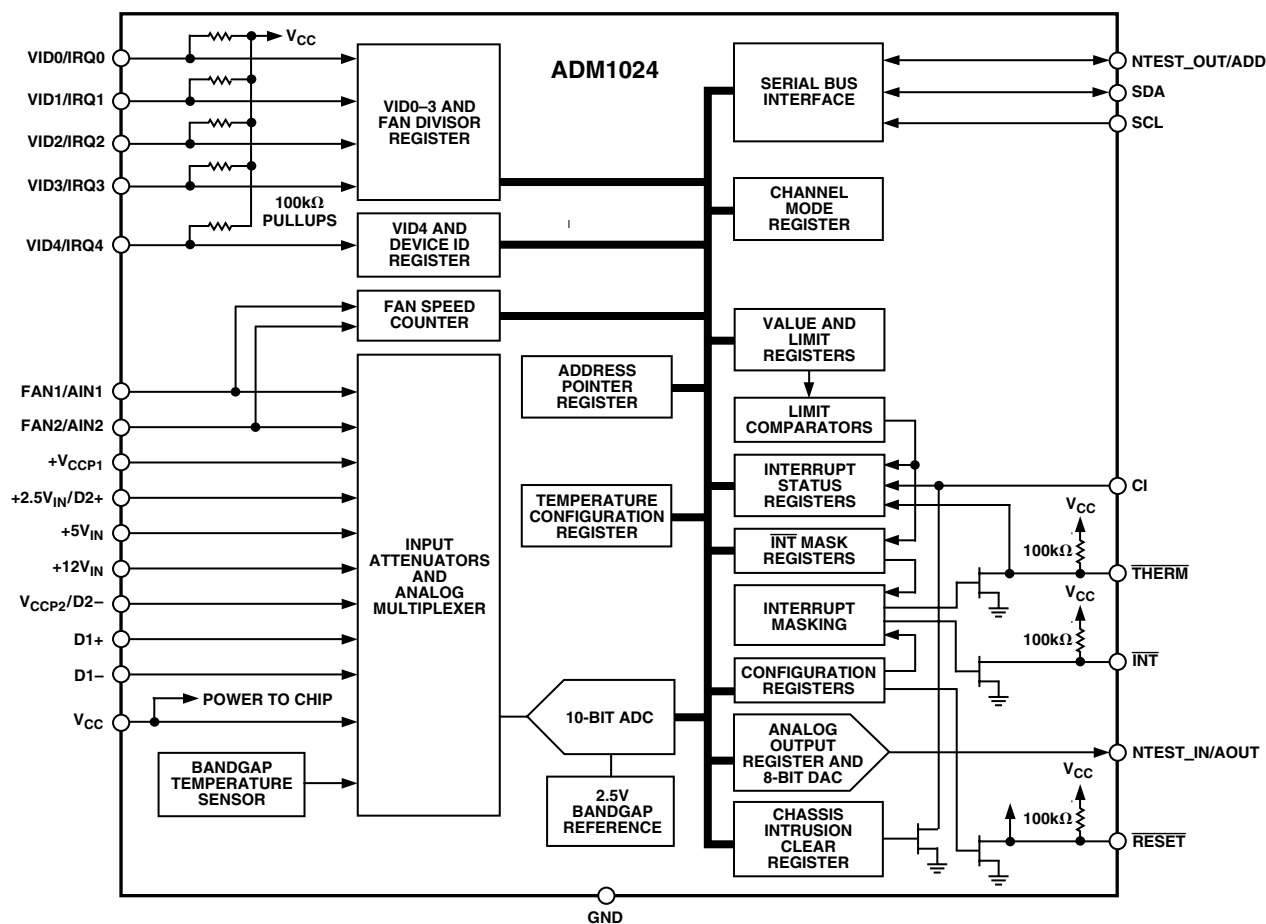 VCC
VID0/IRQ0
VID1/IRQ1
VID2/IRQ2
VID3/IRQ3
VID4/IRQ4
100kΩ
PULLUPS
VID0–3 AND
FAN DIVISOR
REGISTER
VID4 AND
DEVICE ID
REGISTER
FAN SPEED
COUNTER
ADM1024
SERIAL BUS
INTERFACE
NTEST_OUT/ADD
SDA
SCL
CHANNEL
MODE
REGISTER
FAN1/AIN1
FAN2/AIN2
+VCCP1
+2.5VIN/D2+
+5VIN
+12VIN
VCCP2/D2–
D1+
D1–
VCC
POWER TO CHIP
BANDGAP
TEMPERATURE
SENSOR
INPUT
ATTENUATORS
AND
ANALOG
MULTIPLEXER
ADDRESS
POINTER
REGISTER
TEMPERATURE
CONFIGURATION
REGISTER
10-BIT ADC
2.5V
BANDGAP
REFERENCE
VALUE AND
LIMIT
REGISTERS
LIMIT
COMPARATORS
INTERRUPT
STATUS
REGISTERS
INT MASK
REGISTERS
INTERRUPT
MASKING
CONFIGURATION
REGISTERS
ANALOG
OUTPUT
REGISTER AND
8-BIT DAC
CHASSIS
INTRUSION
CLEAR
REGISTER
CI
VCC
100kΩ
THERM
VCC
100kΩ
INT
NTEST_IN/AOUT
VCC
100kΩ
RESET
GND